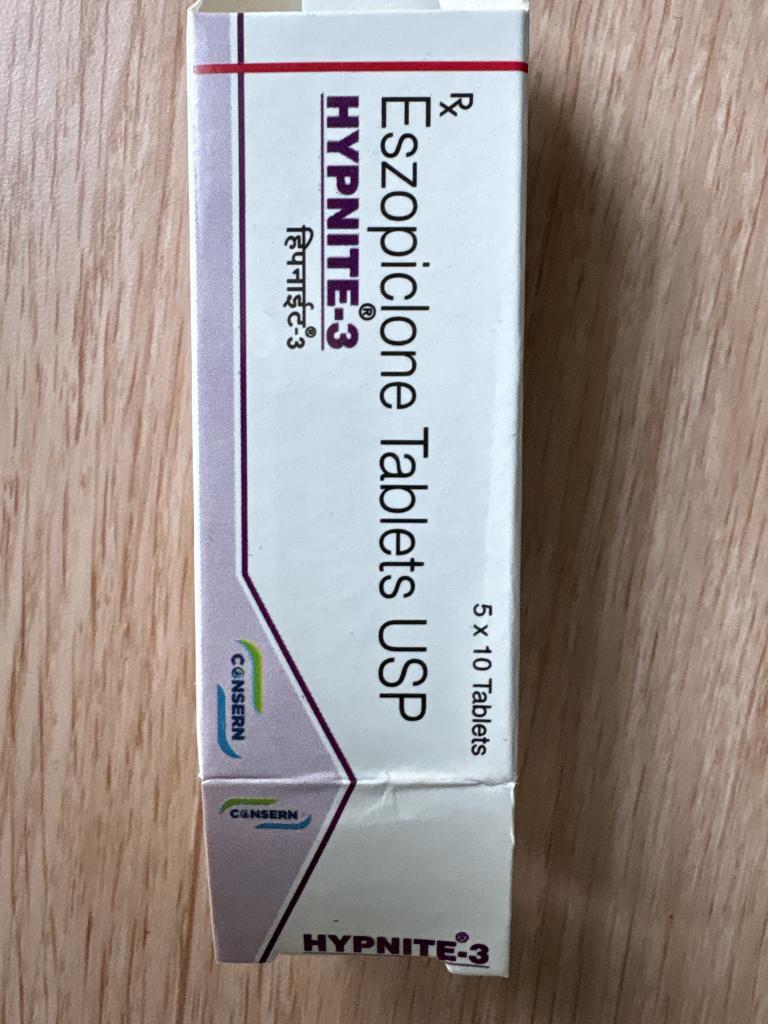 Rx
5 x 10 Tablets
Eszopiclone Tablets USP
HYPNITE®-3
हिपनाईट®-3
CONSERN
CONSERN
HYPNITE®-3